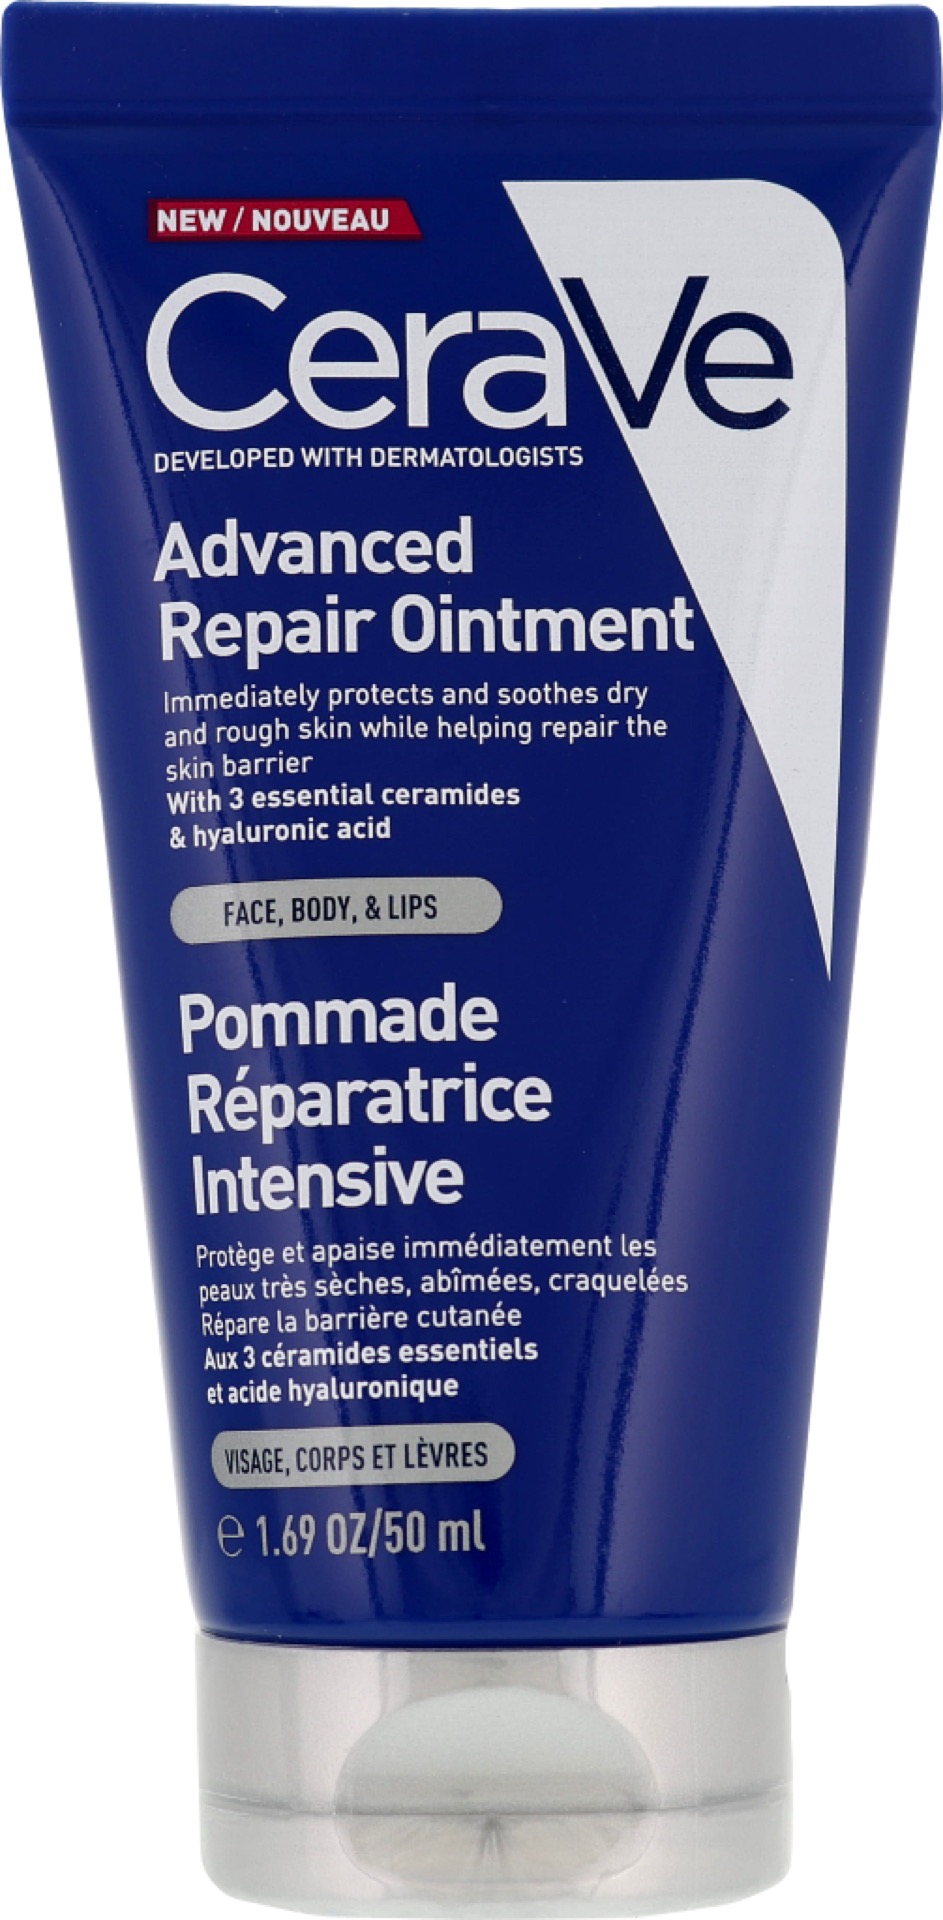 NEW / NOUVEAU
CeraVe
DEVELOPED WITH DERMATOLOGISTS
Advanced
Repair Ointment
Immediately protects and soothes dry
and rough skin while helping repair the
skin barrier
With 3 essential ceramides
& hyaluronic acid
FACE, BODY, & LIPS
Pommade
Réparatrice
Intensive
Protège et apaise immédiatement les
peaux très sèches, abîmées, craquelées
Répare la barrière cutanée
Aux 3 céramides essentiels
et acide hyaluronique
VISAGE, CORPS ET LÈVRES
℮ 1.69 OZ/50 ml